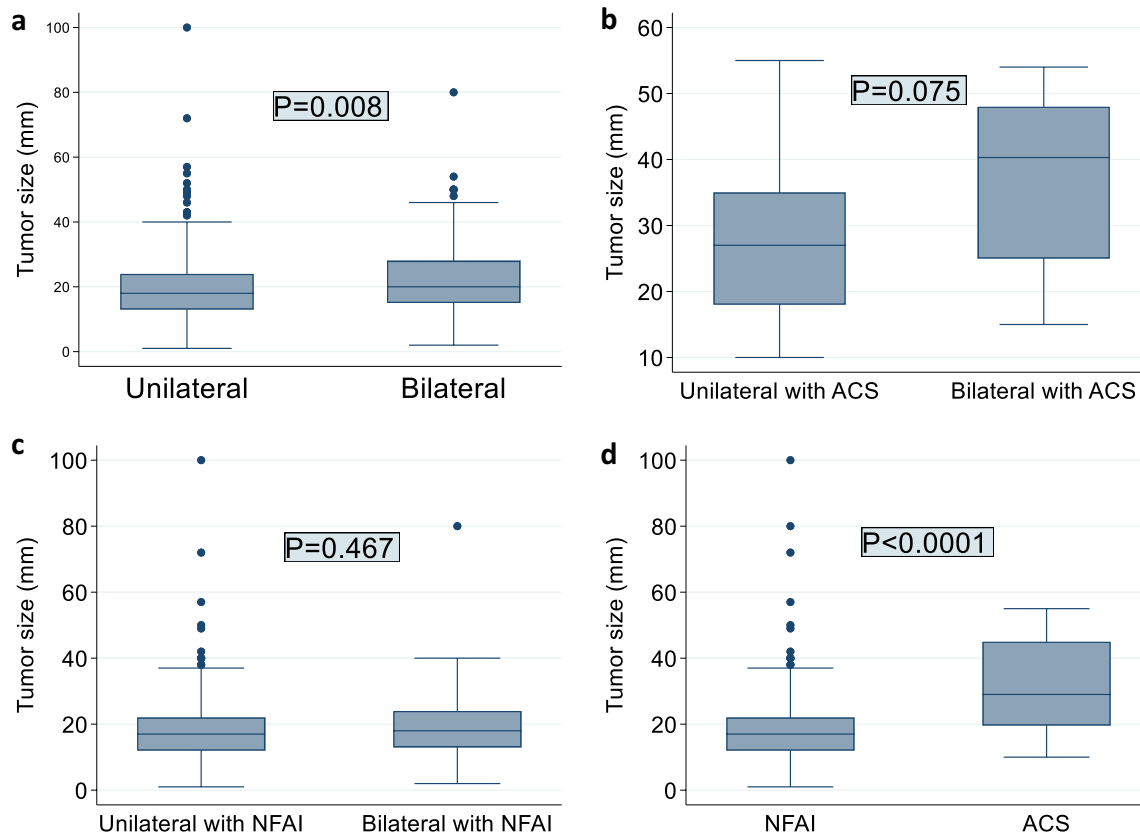 a
Tumor size (mm)
100
80
60
40
20
0
P=0.008
Unilateral
Bilateral
b
Tumor size (mm)
60
50
40
30
20
10
P=0.075
Unilateral with ACS
Bilateral with ACS
c
Tumor size (mm)
100
80
60
40
20
0
P=0.467
Unilateral with NFAI
Bilateral with NFAI
d
Tumor size (mm)
100
80
60
40
20
0
P<0.0001
NFAI
ACS